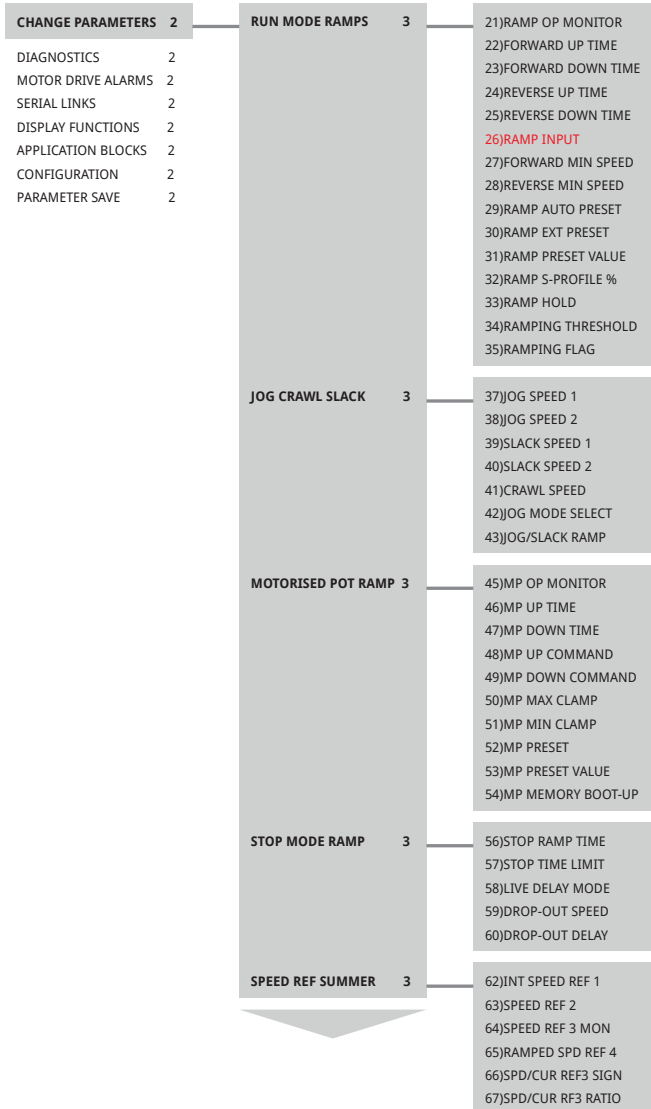 CHANGE PARAMETERS 2
DIAGNOSTICS 2
MOTOR DRIVE ALARMS 2
SERIAL LINKS 2
DISPLAY FUNCTIONS 2
APPLICATION BLOCKS 2
CONFIGURATION 2
PARAMETER SAVE 2
RUN MODE RAMPS 3
21)RAMP OP MONITOR
22)FORWARD UP TIME
23)FORWARD DOWN TIME
24)REVERSE UP TIME
25)REVERSE DOWN TIME
26)RAMP INPUT
27)FORWARD MIN SPEED
28)REVERSE MIN SPEED
29)RAMP AUTO PRESET
30)RAMP EXT PRESET
31)RAMP PRESET VALUE
32)RAMP S-PROFILE %
33)RAMP HOLD
34)RAMPING THRESHOLD
35)RAMPING FLAG
JOG CRAWL SLACK 3
37)JOG SPEED 1
38)JOG SPEED 2
39)SLACK SPEED 1
40)SLACK SPEED 2
41)CRAWL SPEED
42)JOG MODE SELECT
43)JOG/SLACK RAMP
MOTORISED POT RAMP 3
45)MP OP MONITOR
46)MP UP TIME
47)MP DOWN TIME
48)MP UP COMMAND
49)MP DOWN COMMAND
50)MP MAX CLAMP
51)MP MIN CLAMP
52)MP PRESET
53)MP PRESET VALUE
54)MP MEMORY BOOT-UP
STOP MODE RAMP 3
56)STOP RAMP TIME
57)STOP TIME LIMIT
58)LIVE DELAY MODE
59)DROP-OUT SPEED
60)DROP-OUT DELAY
SPEED REF SUMMER 3
62)INT SPEED REF 1
63)SPEED REF 2
64)SPEED REF 3 MON
65)RAMPED SPD REF 4
66)SPD/CUR REF3 SIGN
67)SPD/CUR RF3 RATIO